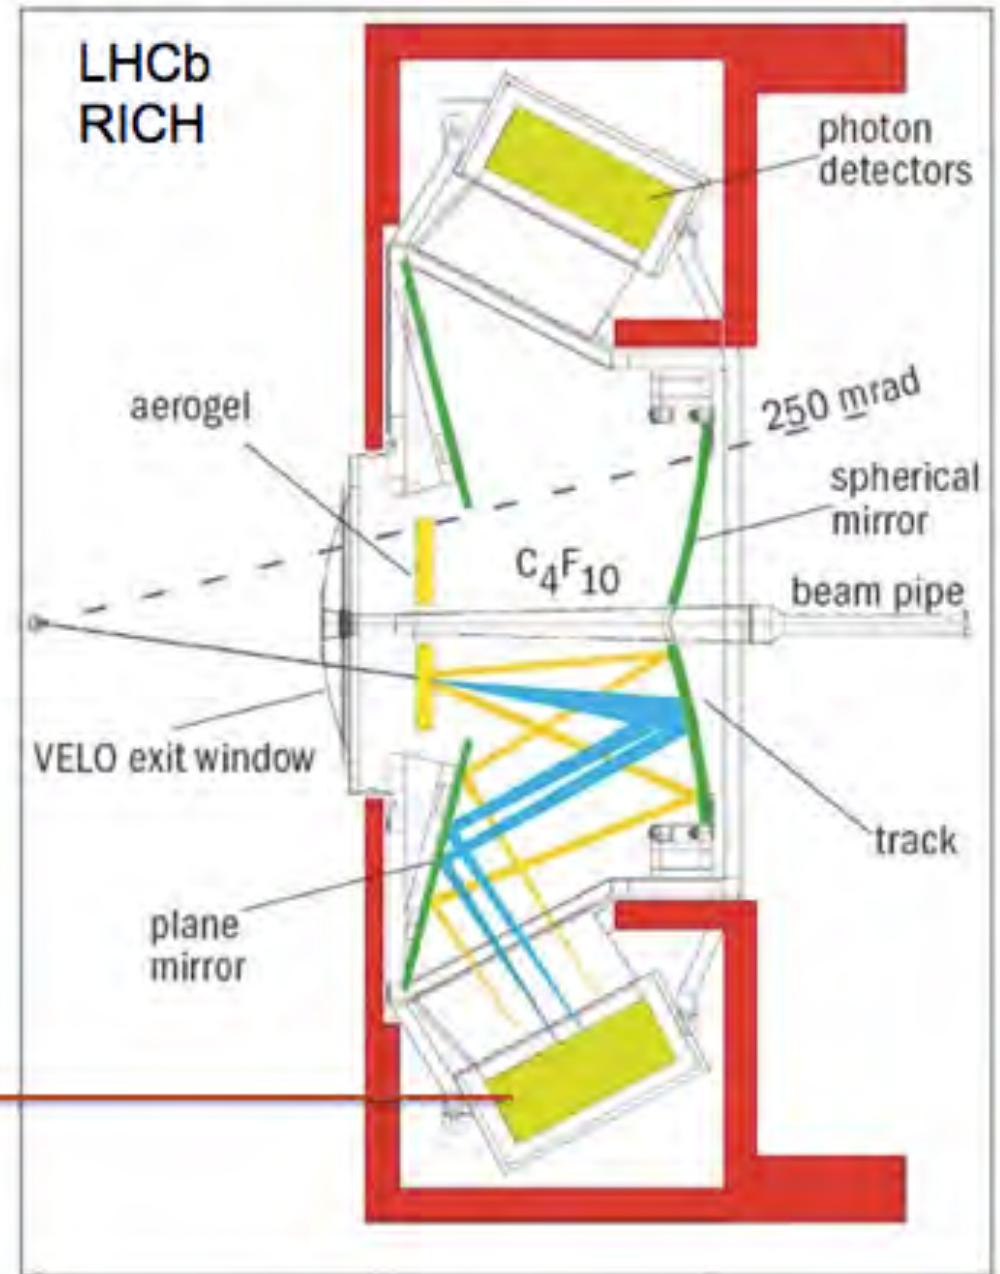 LHCb
RICH
photon
detectors
aerogel
250 mrad
spherical
mirror
C4F10
beam pipe
VELO exit window
track
plane
mirror